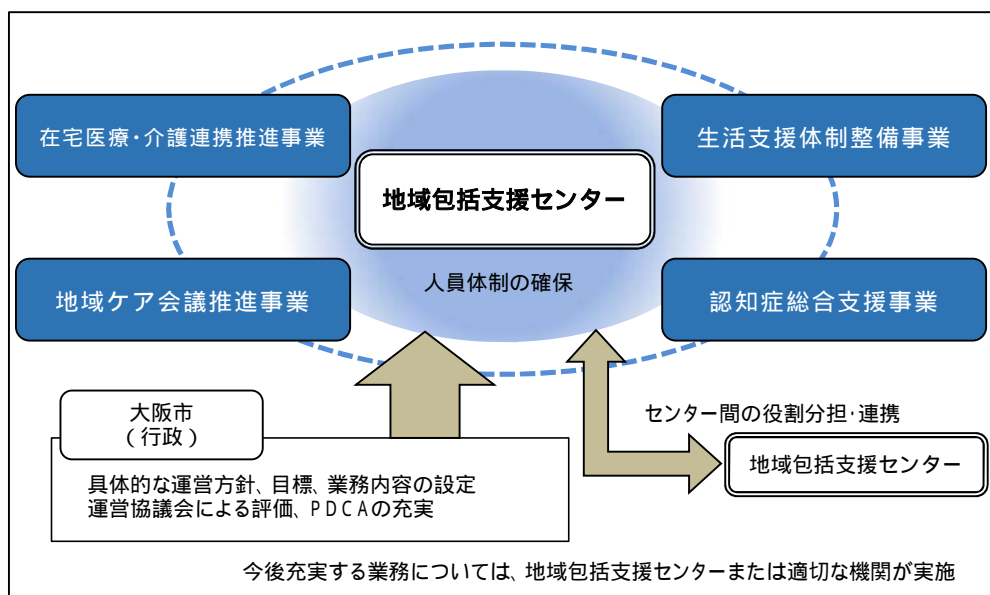 在宅医療・介護連携推進事業
生活支援体制整備事業
地域包括支援センター
人員体制の確保
地域ケア会議推進事業
認知症総合支援事業
大阪市
(行政)
具体的な運営方針、目標、業務内容の設定
運営協議会による評価、PDCAの充実
センター間の役割分担・連携
地域包括支援センター
今後充実する業務については、地域包括支援センターまたは適切な機関が実施